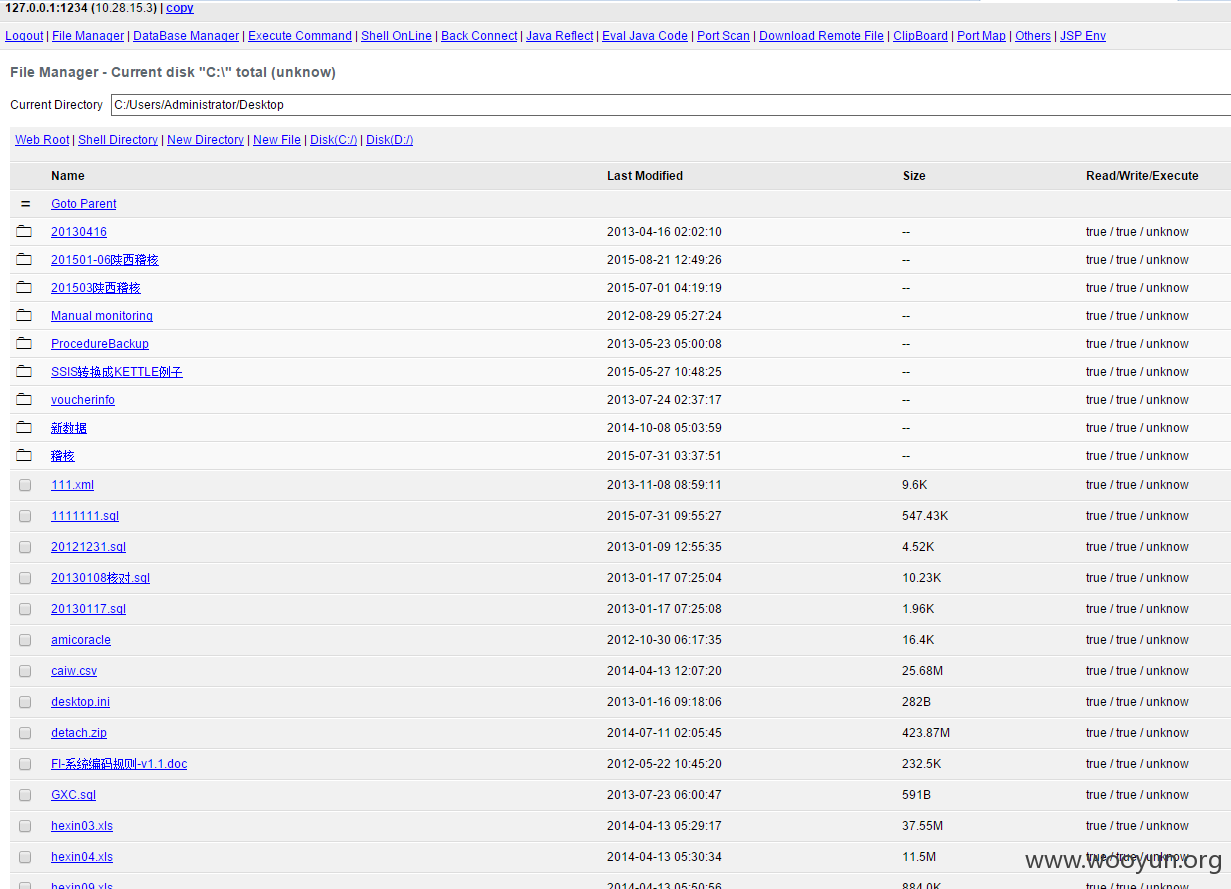 127.0.0.1:1234 (10.28.15.3) | copy
Logout | File Manager | DataBase Manager | Execute Command | Shell OnLine | Back Connect | Java Reflect | Eval Java Code | Port Scan | Download Remote File | ClipBoard | Port Map | Others | JSP Env
File Manager - Current disk "C:\" total (unknow)
Current Directory C:/Users/Administrator/Desktop
Web Root | Shell Directory | New Directory | New File | Disk(C:/) | Disk(D:/)
Name Last Modified Size Read/Write/Execute
= Goto Parent
20130416 2013-04-16 02:02:10 -- true / true / unknow
201501-06陕西稽核 2015-08-21 12:49:26 -- true / true / unknow
201503陕西稽核 2015-07-01 04:19:19 -- true / true / unknow
Manual monitoring 2012-08-29 05:27:24 -- true / true / unknow
ProcedureBackup 2013-05-23 05:00:08 -- true / true / unknow
SSIS转换成KETTLE例子 2015-05-27 10:48:25 -- true / true / unknow
voucherinfo 2013-07-24 02:37:17 -- true / true / unknow
新数据 2014-10-08 05:03:59 -- true / true / unknow
稽核 2015-07-31 03:37:51 -- true / true / unknow
111.xml 2013-11-08 08:59:11 9.6K true / true / unknow
1111111.sql 2015-07-31 09:55:27 547.43K true / true / unknow
20121231.sql 2013-01-09 12:55:35 4.52K true / true / unknow
20130108核对.sql 2013-01-17 07:25:04 10.23K true / true / unknow
20130117.sql 2013-01-17 07:25:08 1.96K true / true / unknow
amicoracle 2012-10-30 06:17:35 16.4K true / true / unknow
caiw.csv 2014-04-13 12:07:20 25.68M true / true / unknow
desktop.ini 2013-01-16 09:18:06 282B true / true / unknow
detach.zip 2014-07-11 02:05:45 423.87M true / true / unknow
FI-系统编码规则-v1.1.doc 2012-05-22 10:45:20 232.5K true / true / unknow
GXC.sql 2013-07-23 06:00:47 591B true / true / unknow
hexin03.xls 2014-04-13 05:29:17 37.55M true / true / unknow
hexin04.xls 2014-04-13 05:30:34 11.5M true / true / unknow
www.wooyun.org
hexin09.xls 2014-04-13 05:50:56 884.0K true / true / unknow